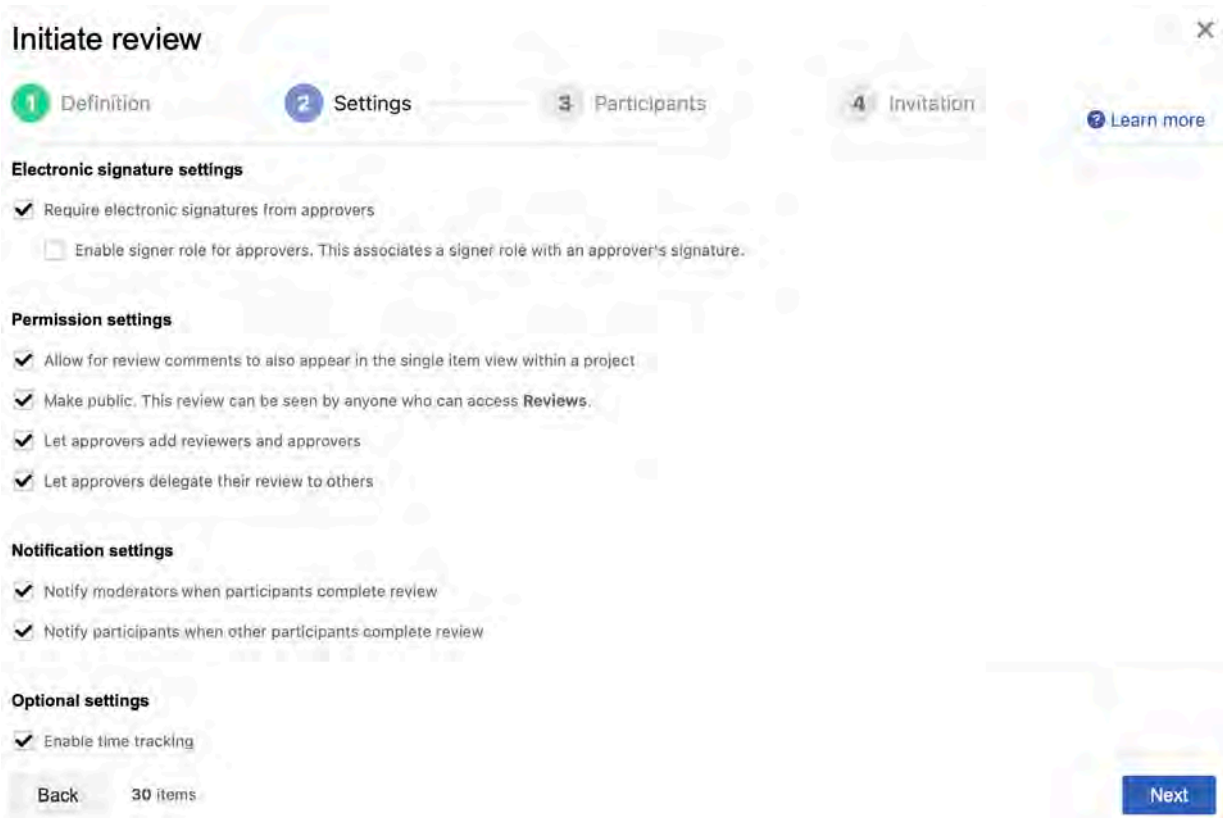 Initiate review
1 Definition 2 Settings 3 Participants 4 Invitation
? Learn more
Electronic signature settings
Require electronic signatures from approvers
Enable signer role for approvers. This associates a signer role with an approver's signature.
Permission settings
Allow for review comments to also appear in the single item view within a project
Make public. This review can be seen by anyone who can access Reviews.
Let approvers add reviewers and approvers
Let approvers delegate their review to others
Notification settings
Notify moderators when participants complete review
Notify participants when other participants complete review
Optional settings
Enable time tracking
Back 30 items Next